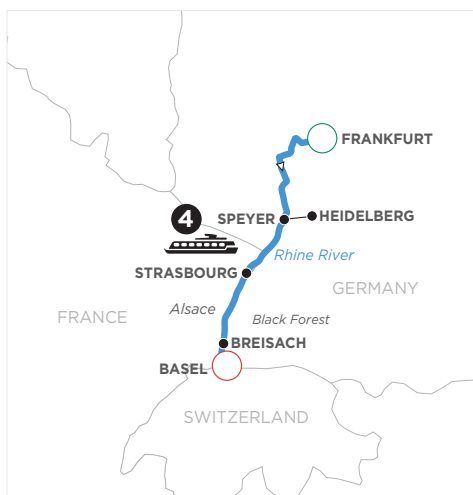 FRANKFURT
4
SPEYER
HEIDELBERG
Rhine River
STRASBOURG
GERMANY
Alsace
FRANCE
Black Forest
BREISACH
BASEL
SWITZERLAND